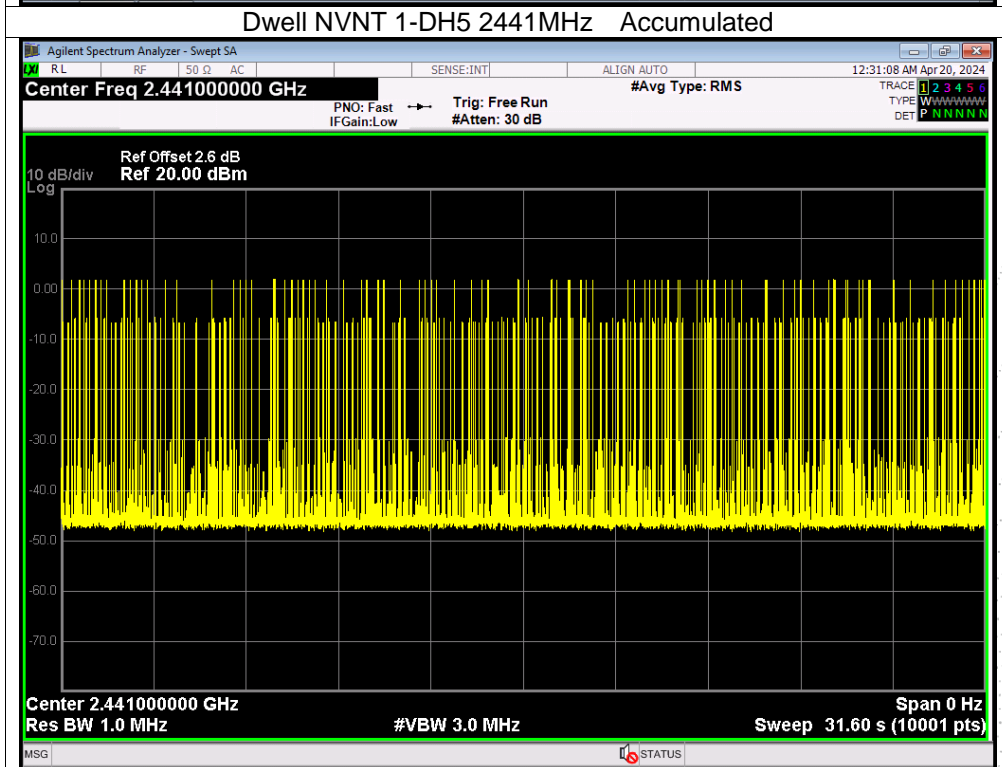 Dwell NVNT 1-DH5 2441MHz Accumulated
Agilent Spectrum Analyzer - Swept SA
LXI RL RF 50 Ω AC SENSE:INT ALIGN AUTO 12:31:08 AM Apr 20, 2024
Center Freq 2.441000000 GHz #Avg Type: RMS TRACE 1 2 3 4 5 6
PNO: Fast Trig: Free Run TYPE WWWWWW
IFGain:Low #Atten: 30 dB DET P N N N N N
Ref Offset 2.6 dB
10 dB/div Ref 20.00 dBm
Log
10.0
0.00
-10.0
-20.0
-30.0
-40.0
-50.0
-60.0
-70.0
Center 2.441000000 GHz Span 0 Hz
Res BW 1.0 MHz #VBW 3.0 MHz Sweep 31.60 s (10001 pts)
MSG STATUS